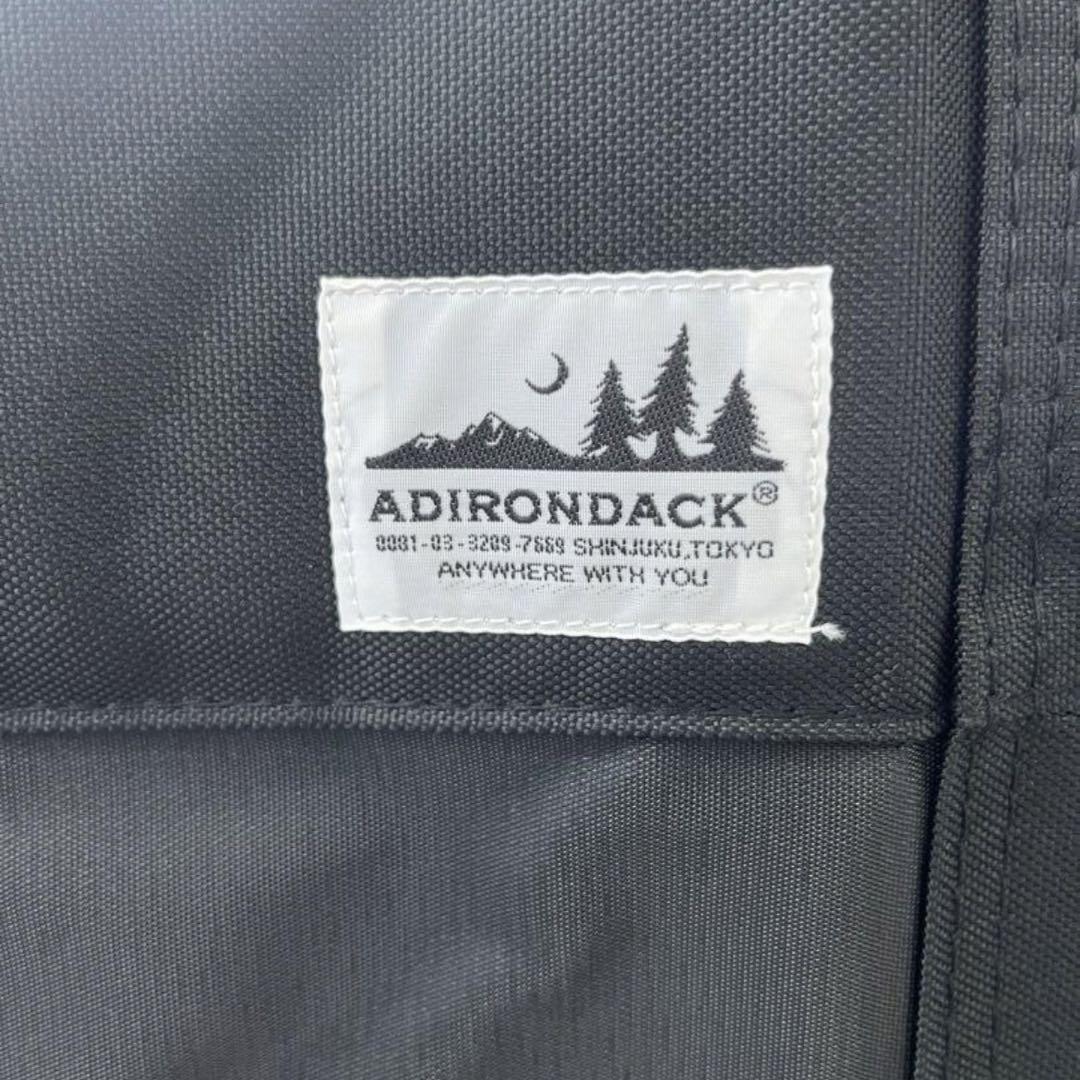 ADIRONDACK®
0081-03-3209-7669 SHINJUKU,TOKYO
ANYWHERE WITH YOU